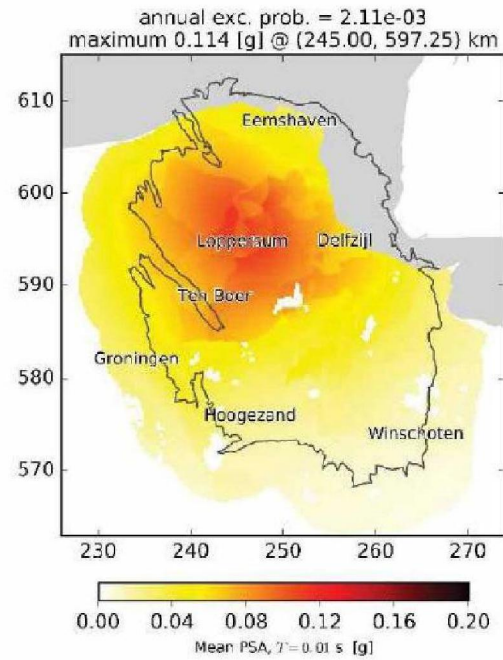 annual exc. prob. = 2.11e-03
maximum 0.114 [g] @ (245.00, 597.25) km
610
Eemshaven
600
Loppersum Delfzijl
590
Ten Boer
Groningen
580
Hoogezand
Winschoten
570
230 240 250 260 270
0.00 0.04 0.08 0.12 0.16 0.20
Mean PSA, T = 0.01 s [g]